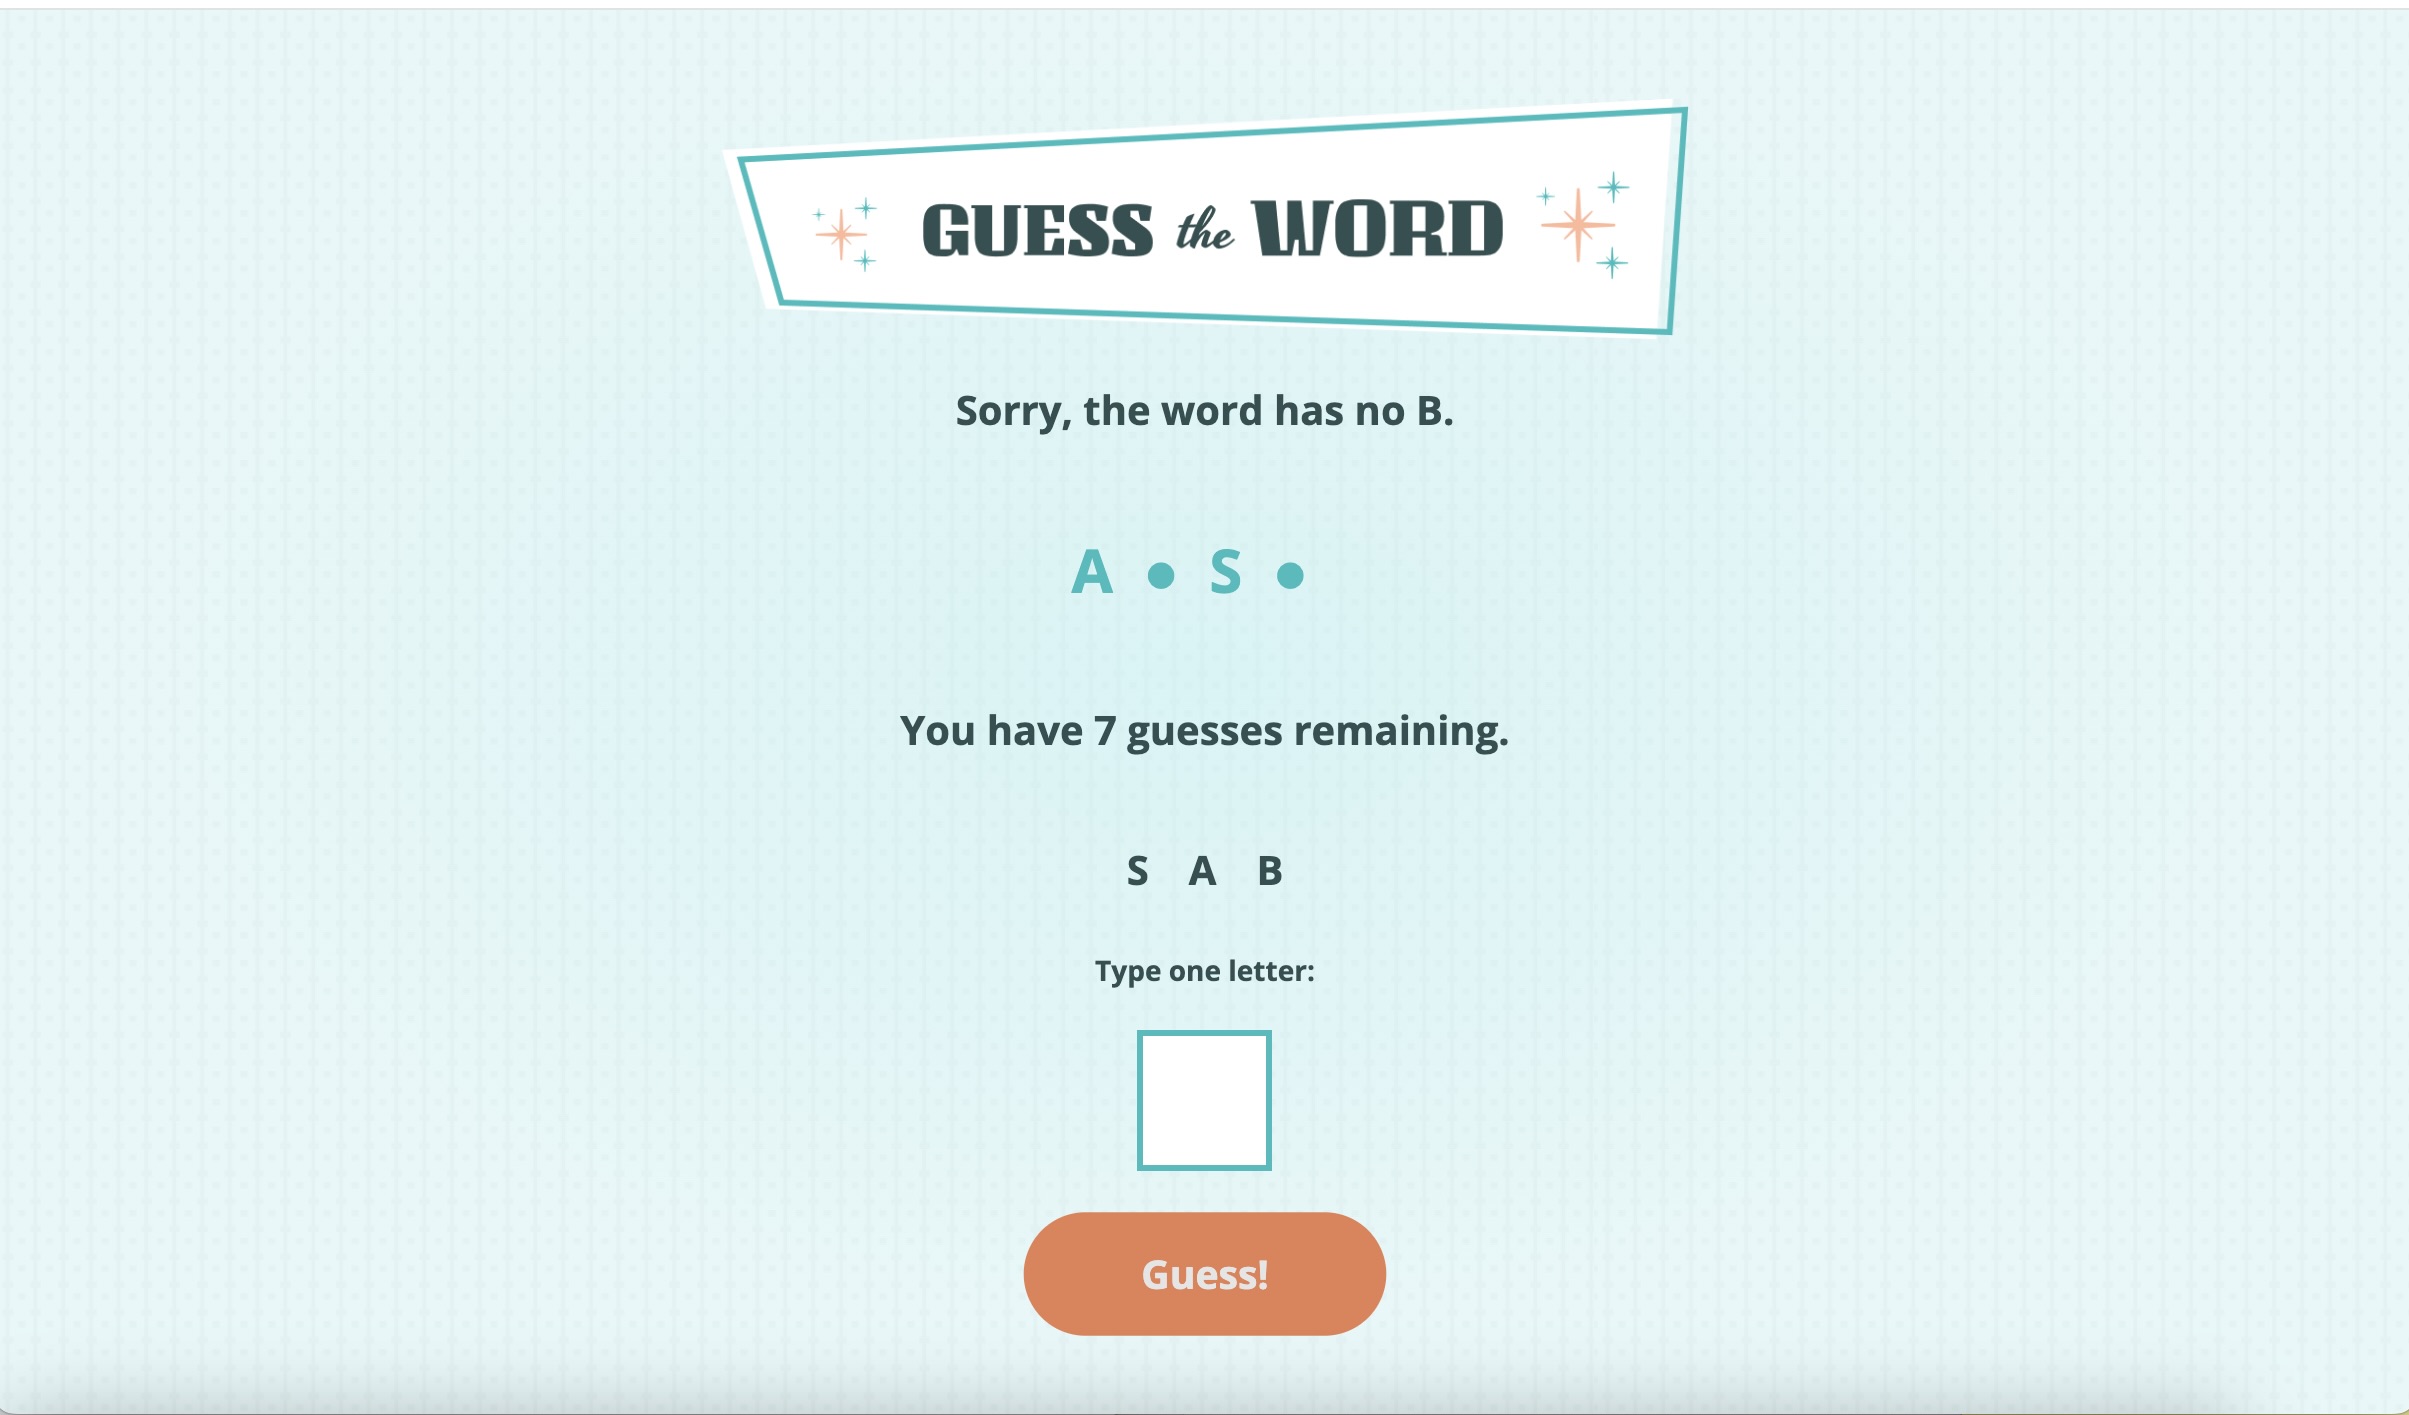 GUESS the WORD
Sorry, the word has no B.
A ● S ●
You have 7 guesses remaining.
S A B
Type one letter:
Guess!